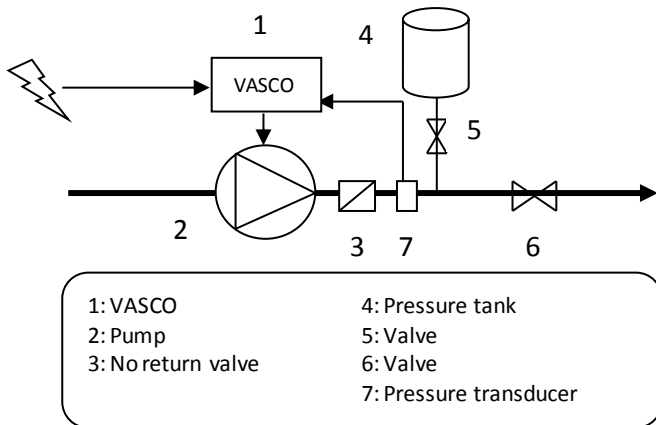 1
4
VASCO
5
2
3
7
6
1: VASCO
2: Pump
3: No return valve
4: Pressure tank
5: Valve
6: Valve
7: Pressure transducer